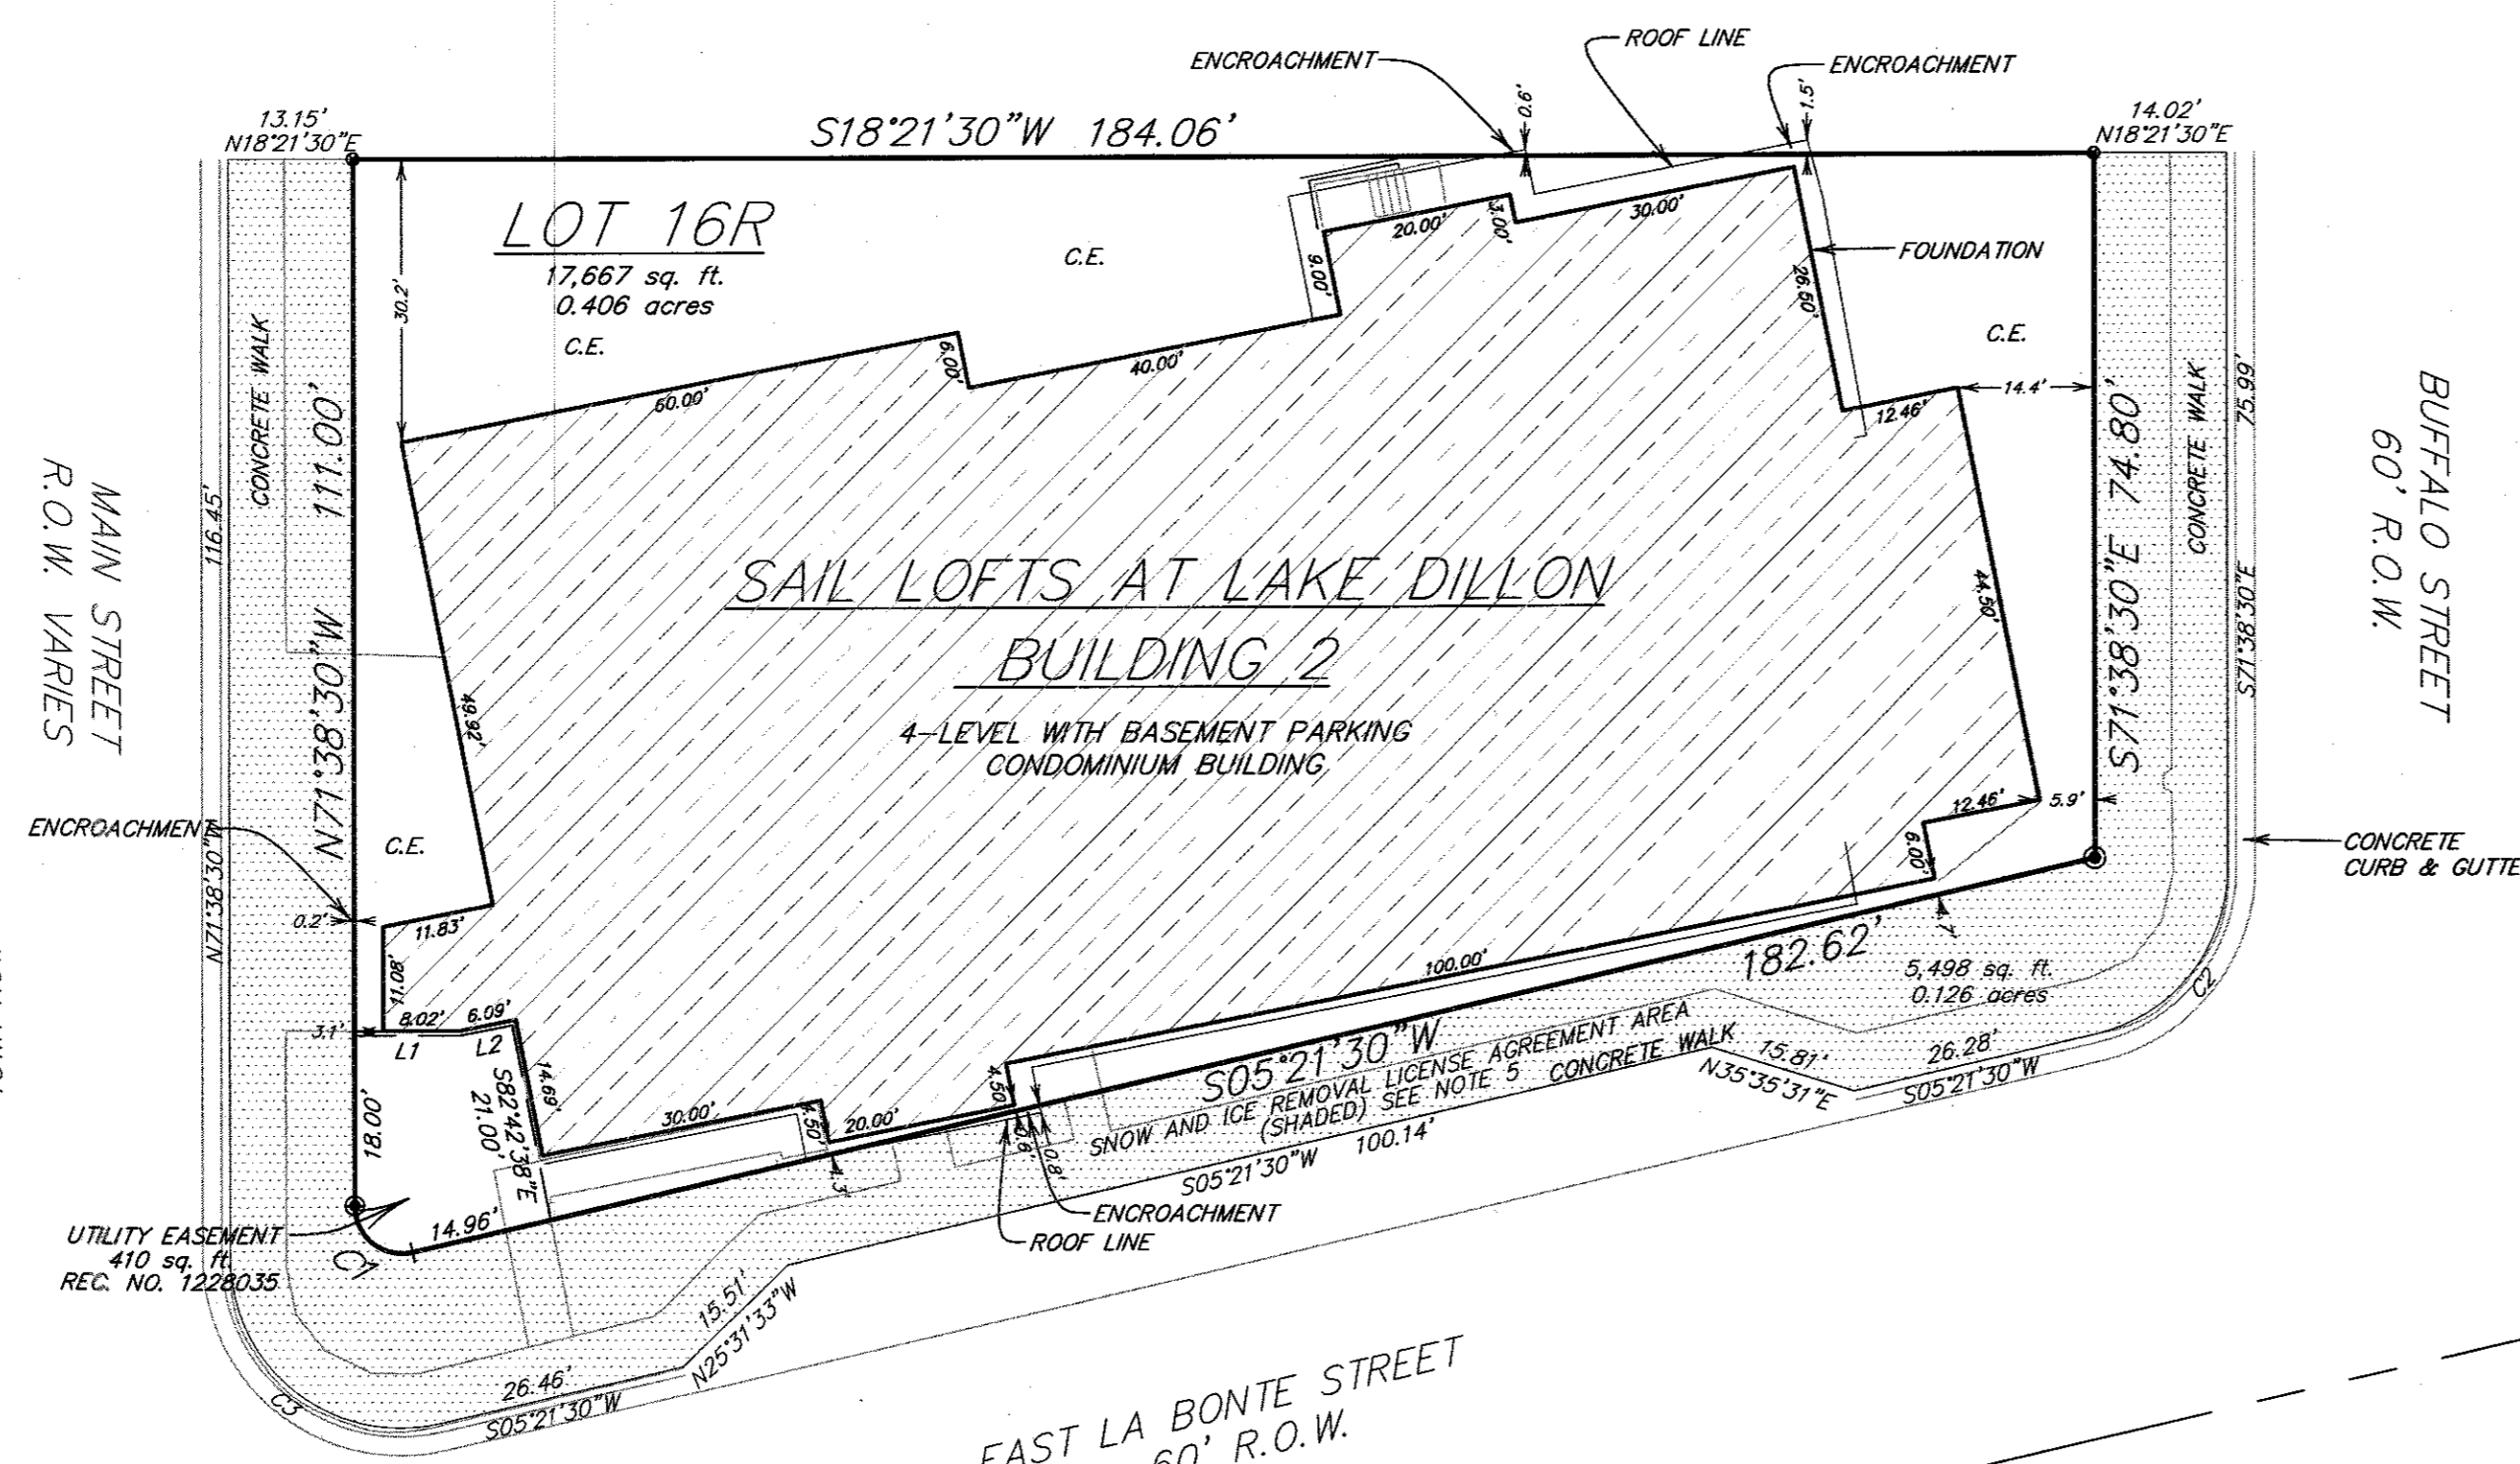 ENCROACHMENT
ROOF LINE
ENCROACHMENT
13.15'
N18°21'30"E
S18°21'30"W 184.06'
0.6'
1.5'
14.02'
N18°21'30"E
LOT 16R
17,667 sq. ft.
0.406 acres
C.E.
C.E.
C.E.
C.E.
30.2'
CONCRETE WALK
N71°38'30"W 111.00'
116.45'
N71°38'30"W
MAIN STREET
R.O.W. VARIES
60.00'
6.00'
40.00'
9.00'
20.00'
3.00'
30.00'
26.50'
FOUNDATION
12.46'
14.4'
44.50'
S71°38'30"E 74.80'
CONCRETE WALK
75.99'
S71°38'30"E
BUFFALO STREET
60' R.O.W.
SAIL LOFTS AT LAKE DILLON
BUILDING 2
4-LEVEL WITH BASEMENT PARKING
CONDOMINIUM BUILDING
49.92'
ENCROACHMENT
0.2'
11.83'
11.08'
3.1'
8.02'
6.09'
L1
L2
14.69'
S82°42'38"E
21.00'
18.00'
30.00'
4.50'
20.00'
4.50'
100.00'
6.00'
12.46'
5.9'
CONCRETE
CURB & GUTTE
182.62'
S05°21'30"W
5,498 sq. ft.
0.126 acres
C2
SNOW AND ICE REMOVAL LICENSE AGREEMENT AREA
(SHADED) SEE NOTE 5
CONCRETE WALK
15.81'
N35°35'31"E
26.28'
S05°21'30"W
100.14'
S05°21'30"W
0.6'
0.8'
ENCROACHMENT
ROOF LINE
UTILITY EASEMENT
410 sq. ft.
REC. NO. 1228035
14.96'
C1
15.51'
N25°31'33"W
26.46'
S05°21'30"W
C3
EAST LA BONTE STREET
60' R.O.W.